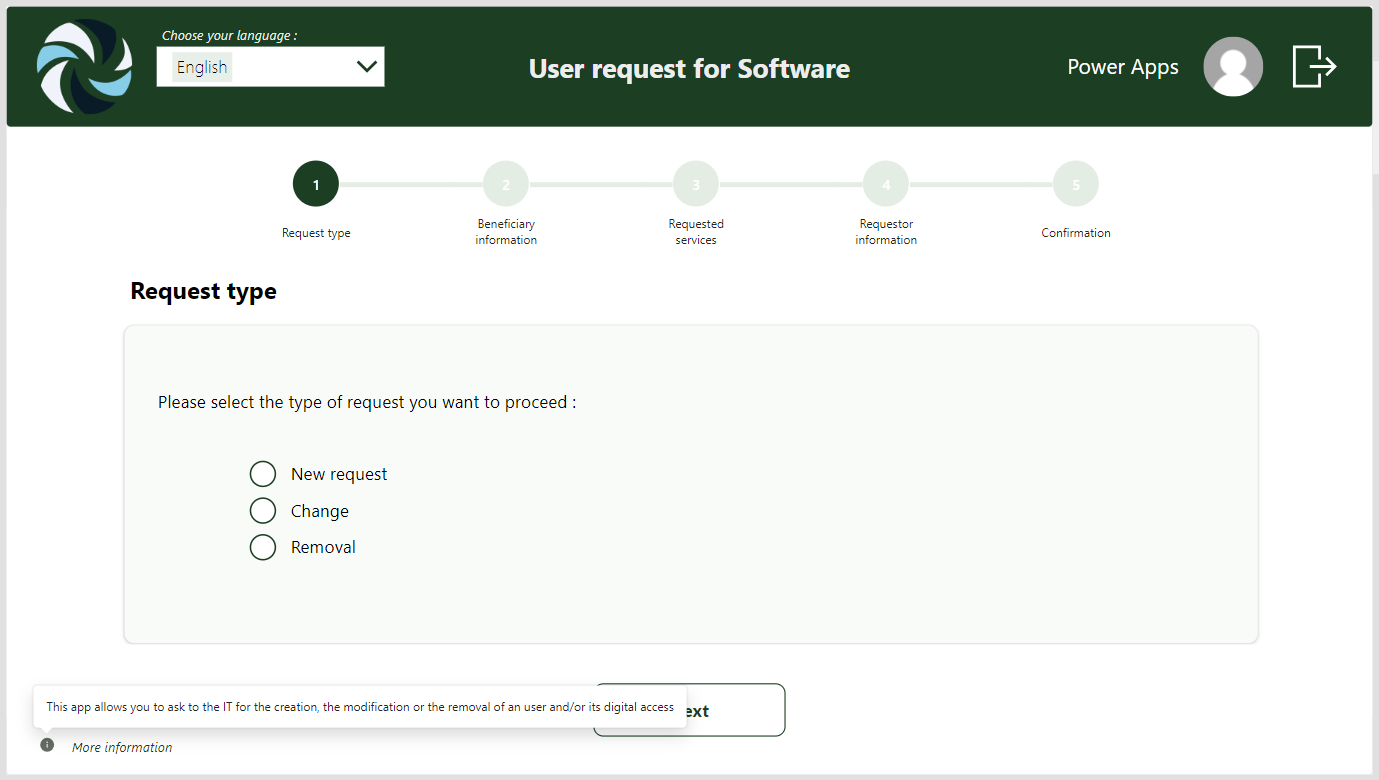 Choose your language :
English
User request for Software
Power Apps
1
2
3
4
5
Request type
Beneficiary
information
Requested
services
Requestor
information
Confirmation
Request type
Please select the type of request you want to proceed :
New request
Change
Removal
This app allows you to ask to the IT for the creation, the modification or the removal of an user and/or its digital access
More information